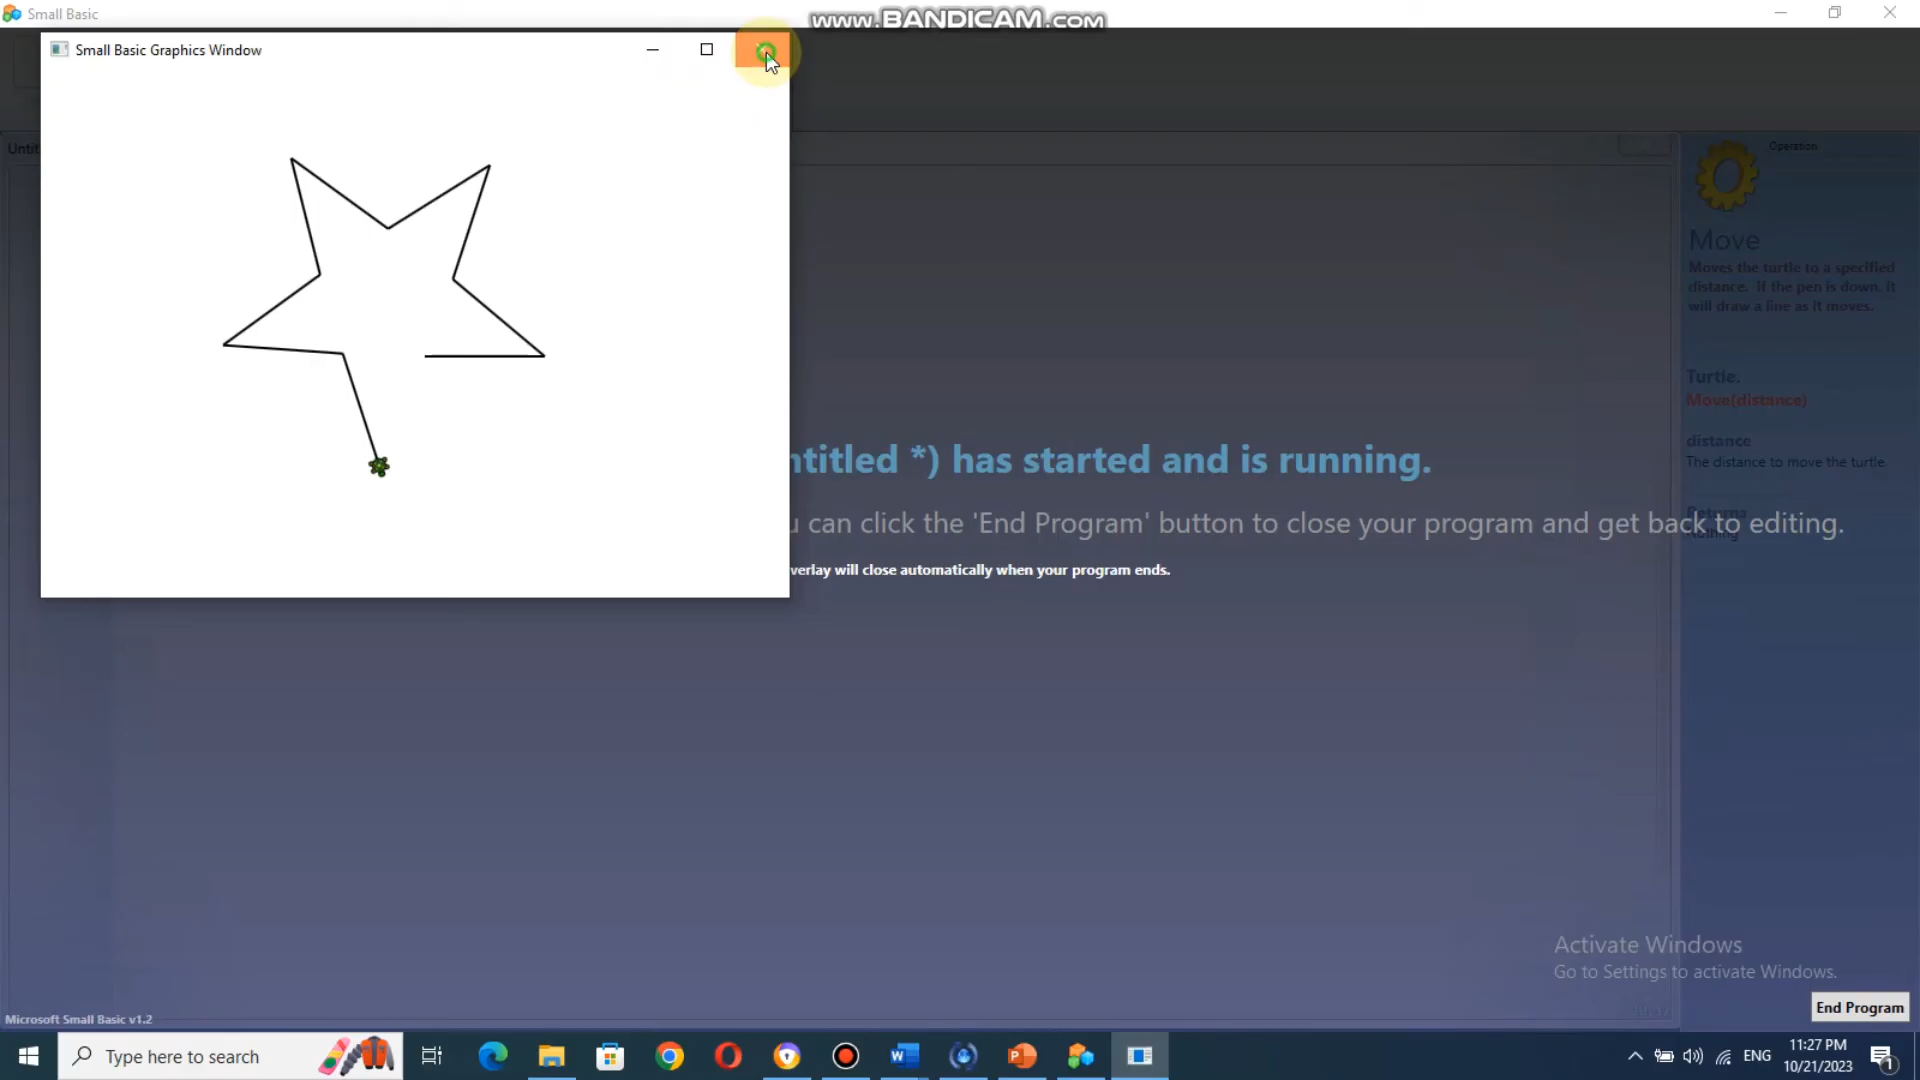 Small Basic
www.BANDICAM.com
Small Basic Graphics Window
Operation
Move
Moves the turtle to a specified
distance. If the pen is down, it
will draw a line as it moves.
Turtle.
Move(distance)
distance
The distance to move the turtle
Returns
Nothing
ntitled *) has started and is running.
u can click the 'End Program' button to close your program and get back to editing.
verlay will close automatically when your program ends.
Activate Windows
Go to Settings to activate Windows.
End Program
Microsoft Small Basic v1.2
Type here to search
ENG
11:27 PM
10/21/2023
1